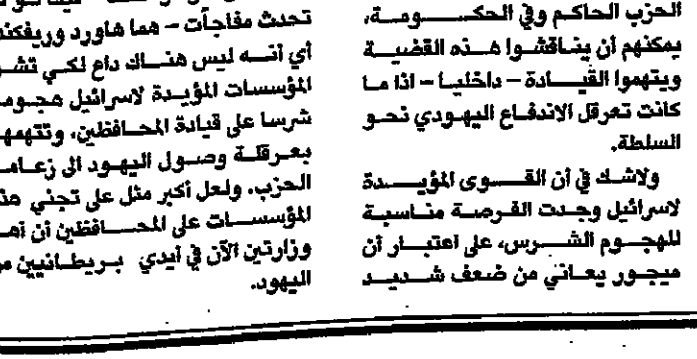 الحزب الحاكم وفي الحكومة،
يمكنهم أن يناقشوا هذه القضية
ويتهموا القيادة – داخليا – اذا ما
كانت تعرقل الاندفاع اليهودي نحو
السلطة.
ولاشك في أن القوى المؤيدة
لاسرائيل وجدت الفرصة مناسبة
للهجوم الشرس، على اعتبار أن
ميجور يعاني من ضعف شديد
تحدث مفاجآت – هما هاورد وريفكند
أي أنه ليس هناك داع لكي تشن
المؤسسات المؤيدة لاسرائيل هجوما
شرسا على قيادة المحافظين، وتتهمها
بعرقلة وصول اليهود الى زعامة
الحزب. ولعل أكبر مثل على تجني هذه
المؤسسات على المحافظين أن أهم
وزارتين الآن في أيدي بريطانيين من
اليهود.